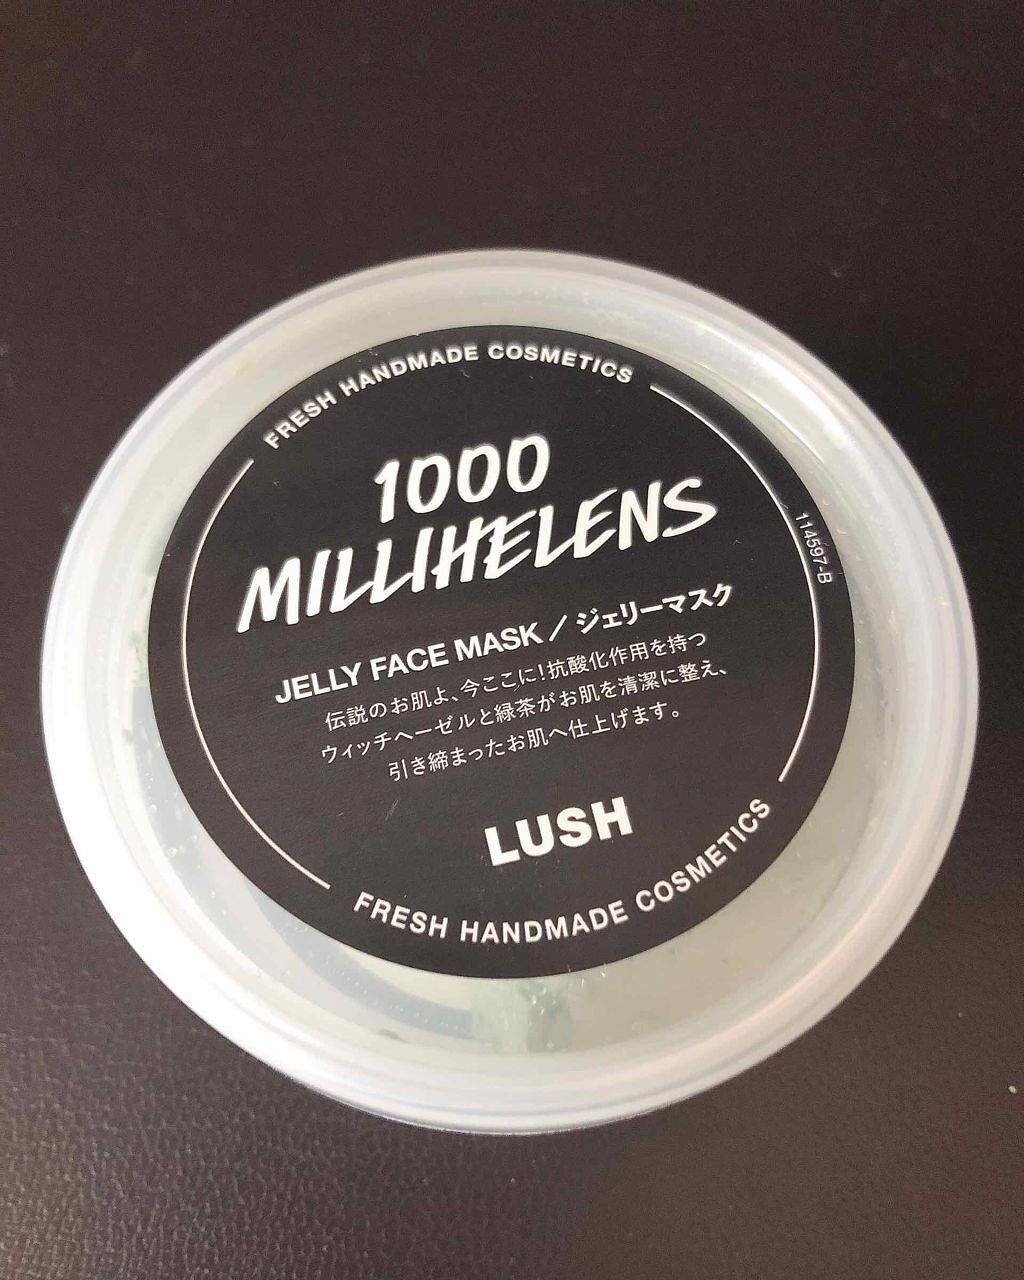 FRESH HANDMADE COSMETICS
1000
MILLIHELENS
114597-B
JELLY FACE MASK / ジェリーマスク
伝説のお肌よ、今ここに!抗酸化作用を持つ
ウィッチヘーゼルと緑茶がお肌を清潔に整え、
引き締まったお肌へ仕上げます。
LUSH
FRESH HANDMADE COSMETICS